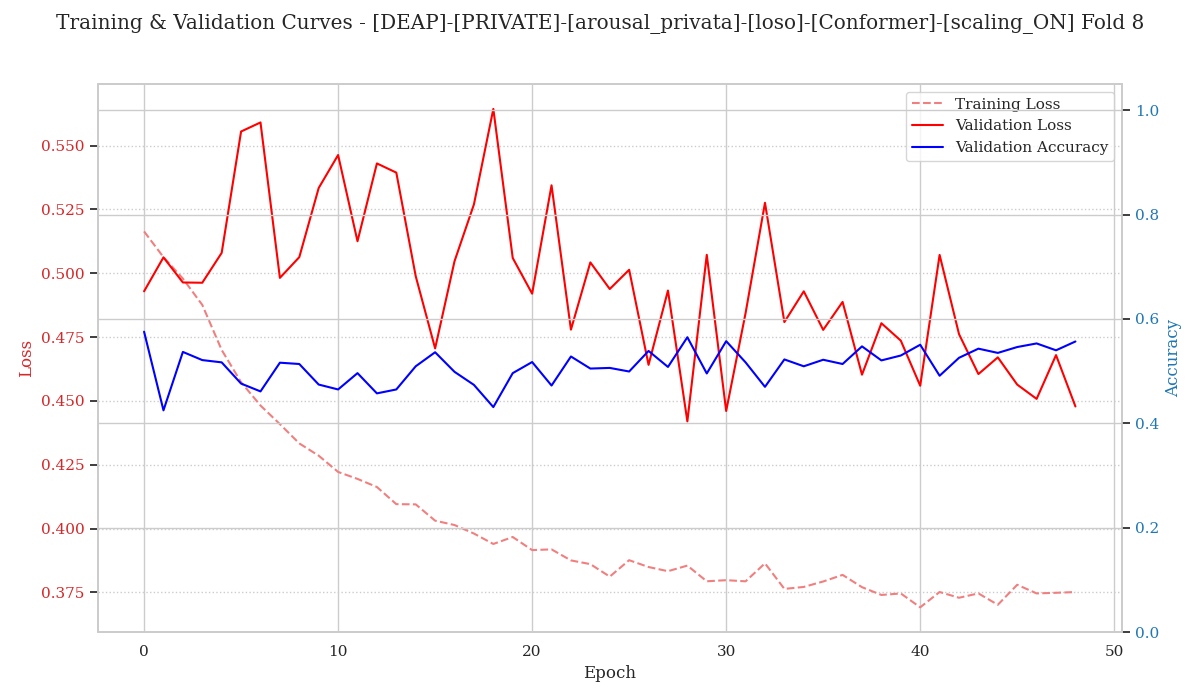 Training & Validation Curves - [DEAP]-[PRIVATE]-[arousal_privata]-[loso]-[Conformer]-[scaling_ON] Fold 8
Training Loss
Validation Loss
Validation Accuracy
Loss
0.550
0.525
0.500
0.475
0.450
0.425
0.400
0.375
1.0
0.8
0.6
0.4
0.2
0.0
Accuracy
0
10
20
30
40
50
Epoch